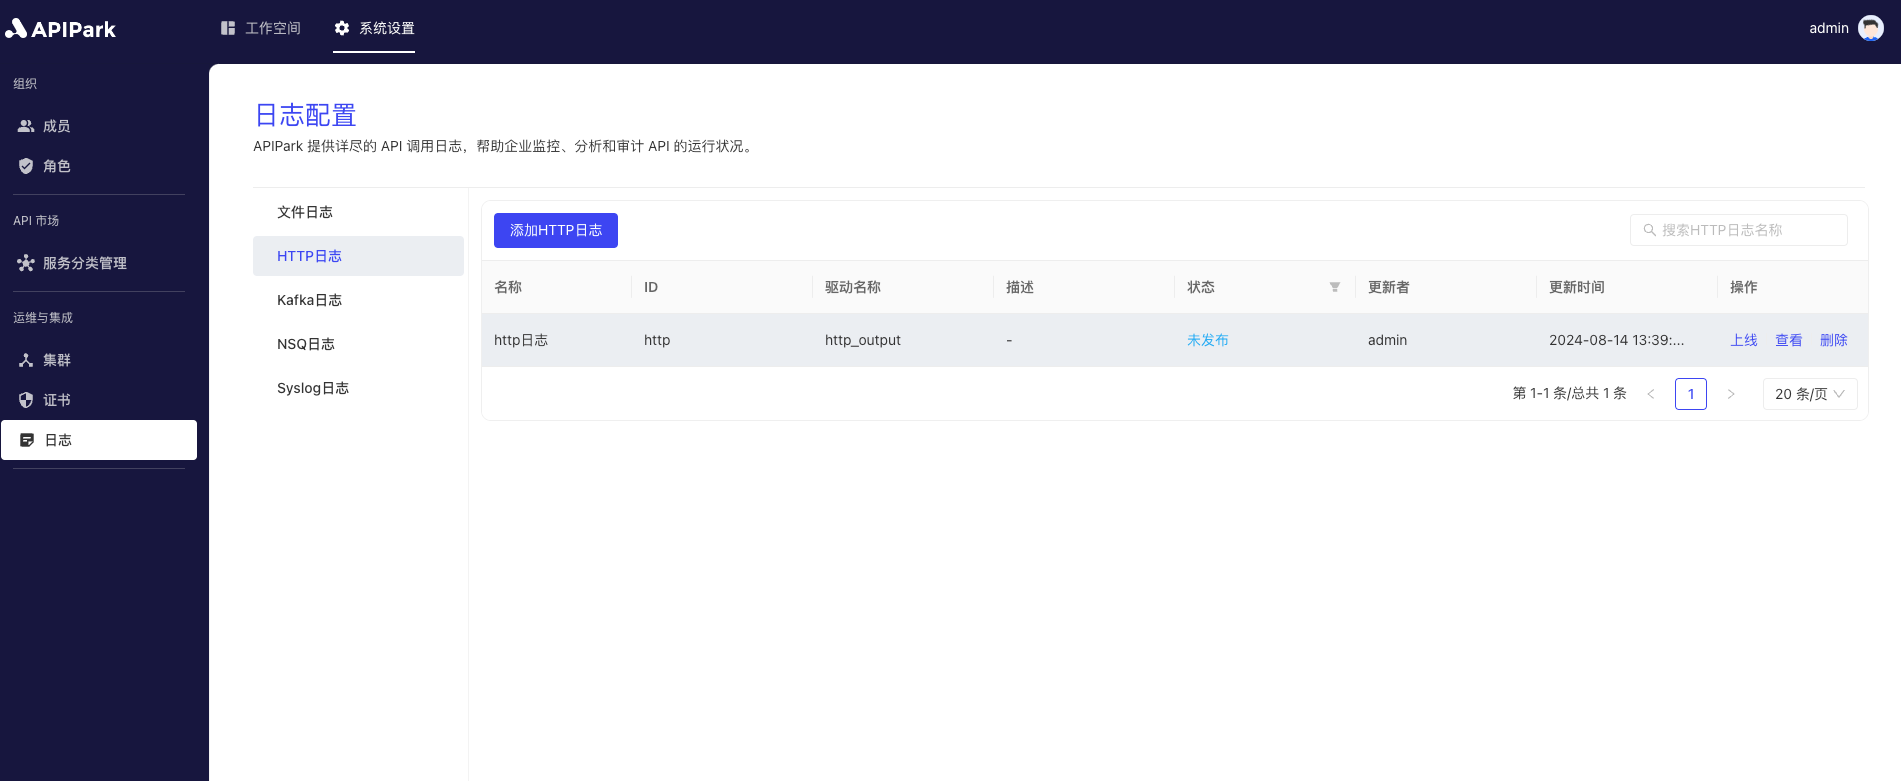 APIPark
工作空间
系统设置
admin
组织
成员
角色
API 市场
服务分类管理
运维与集成
集群
证书
日志
日志配置
APIPark 提供详尽的 API 调用日志，帮助企业监控、分析和审计 API 的运行状况。
文件日志
HTTP日志
Kafka日志
NSQ日志
Syslog日志
添加HTTP日志
搜索HTTP日志名称
名称 ID 驱动名称 描述 状态 更新者 更新时间 操作
http日志 http http_output - 未发布 admin 2024-08-14 13:39:... 上线 查看 删除
第 1-1 条/总共 1 条 < 1 > 20 条/页